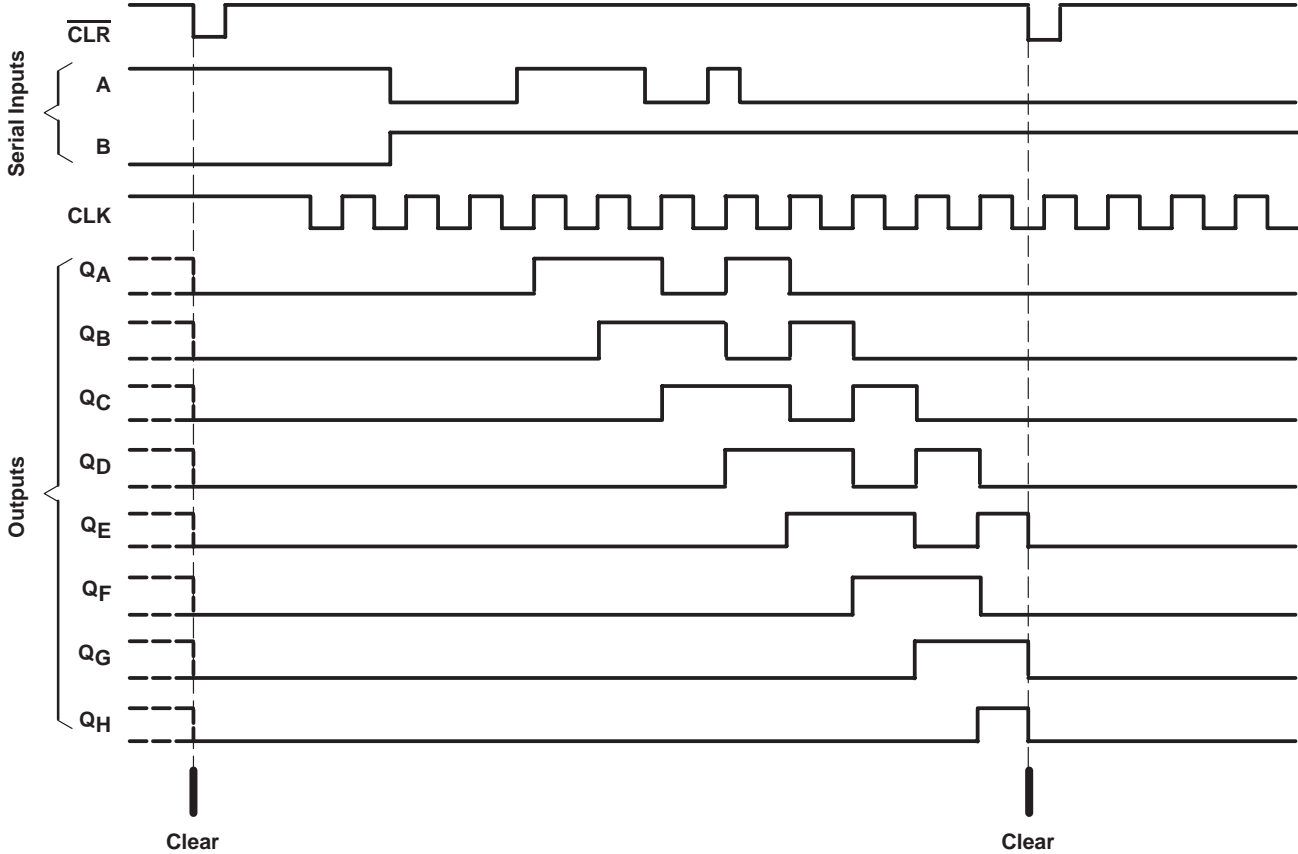 CLR
Serial Inputs
A
B
CLK
Outputs
QA
QB
QC
QD
QE
QF
QG
QH
Clear
Clear